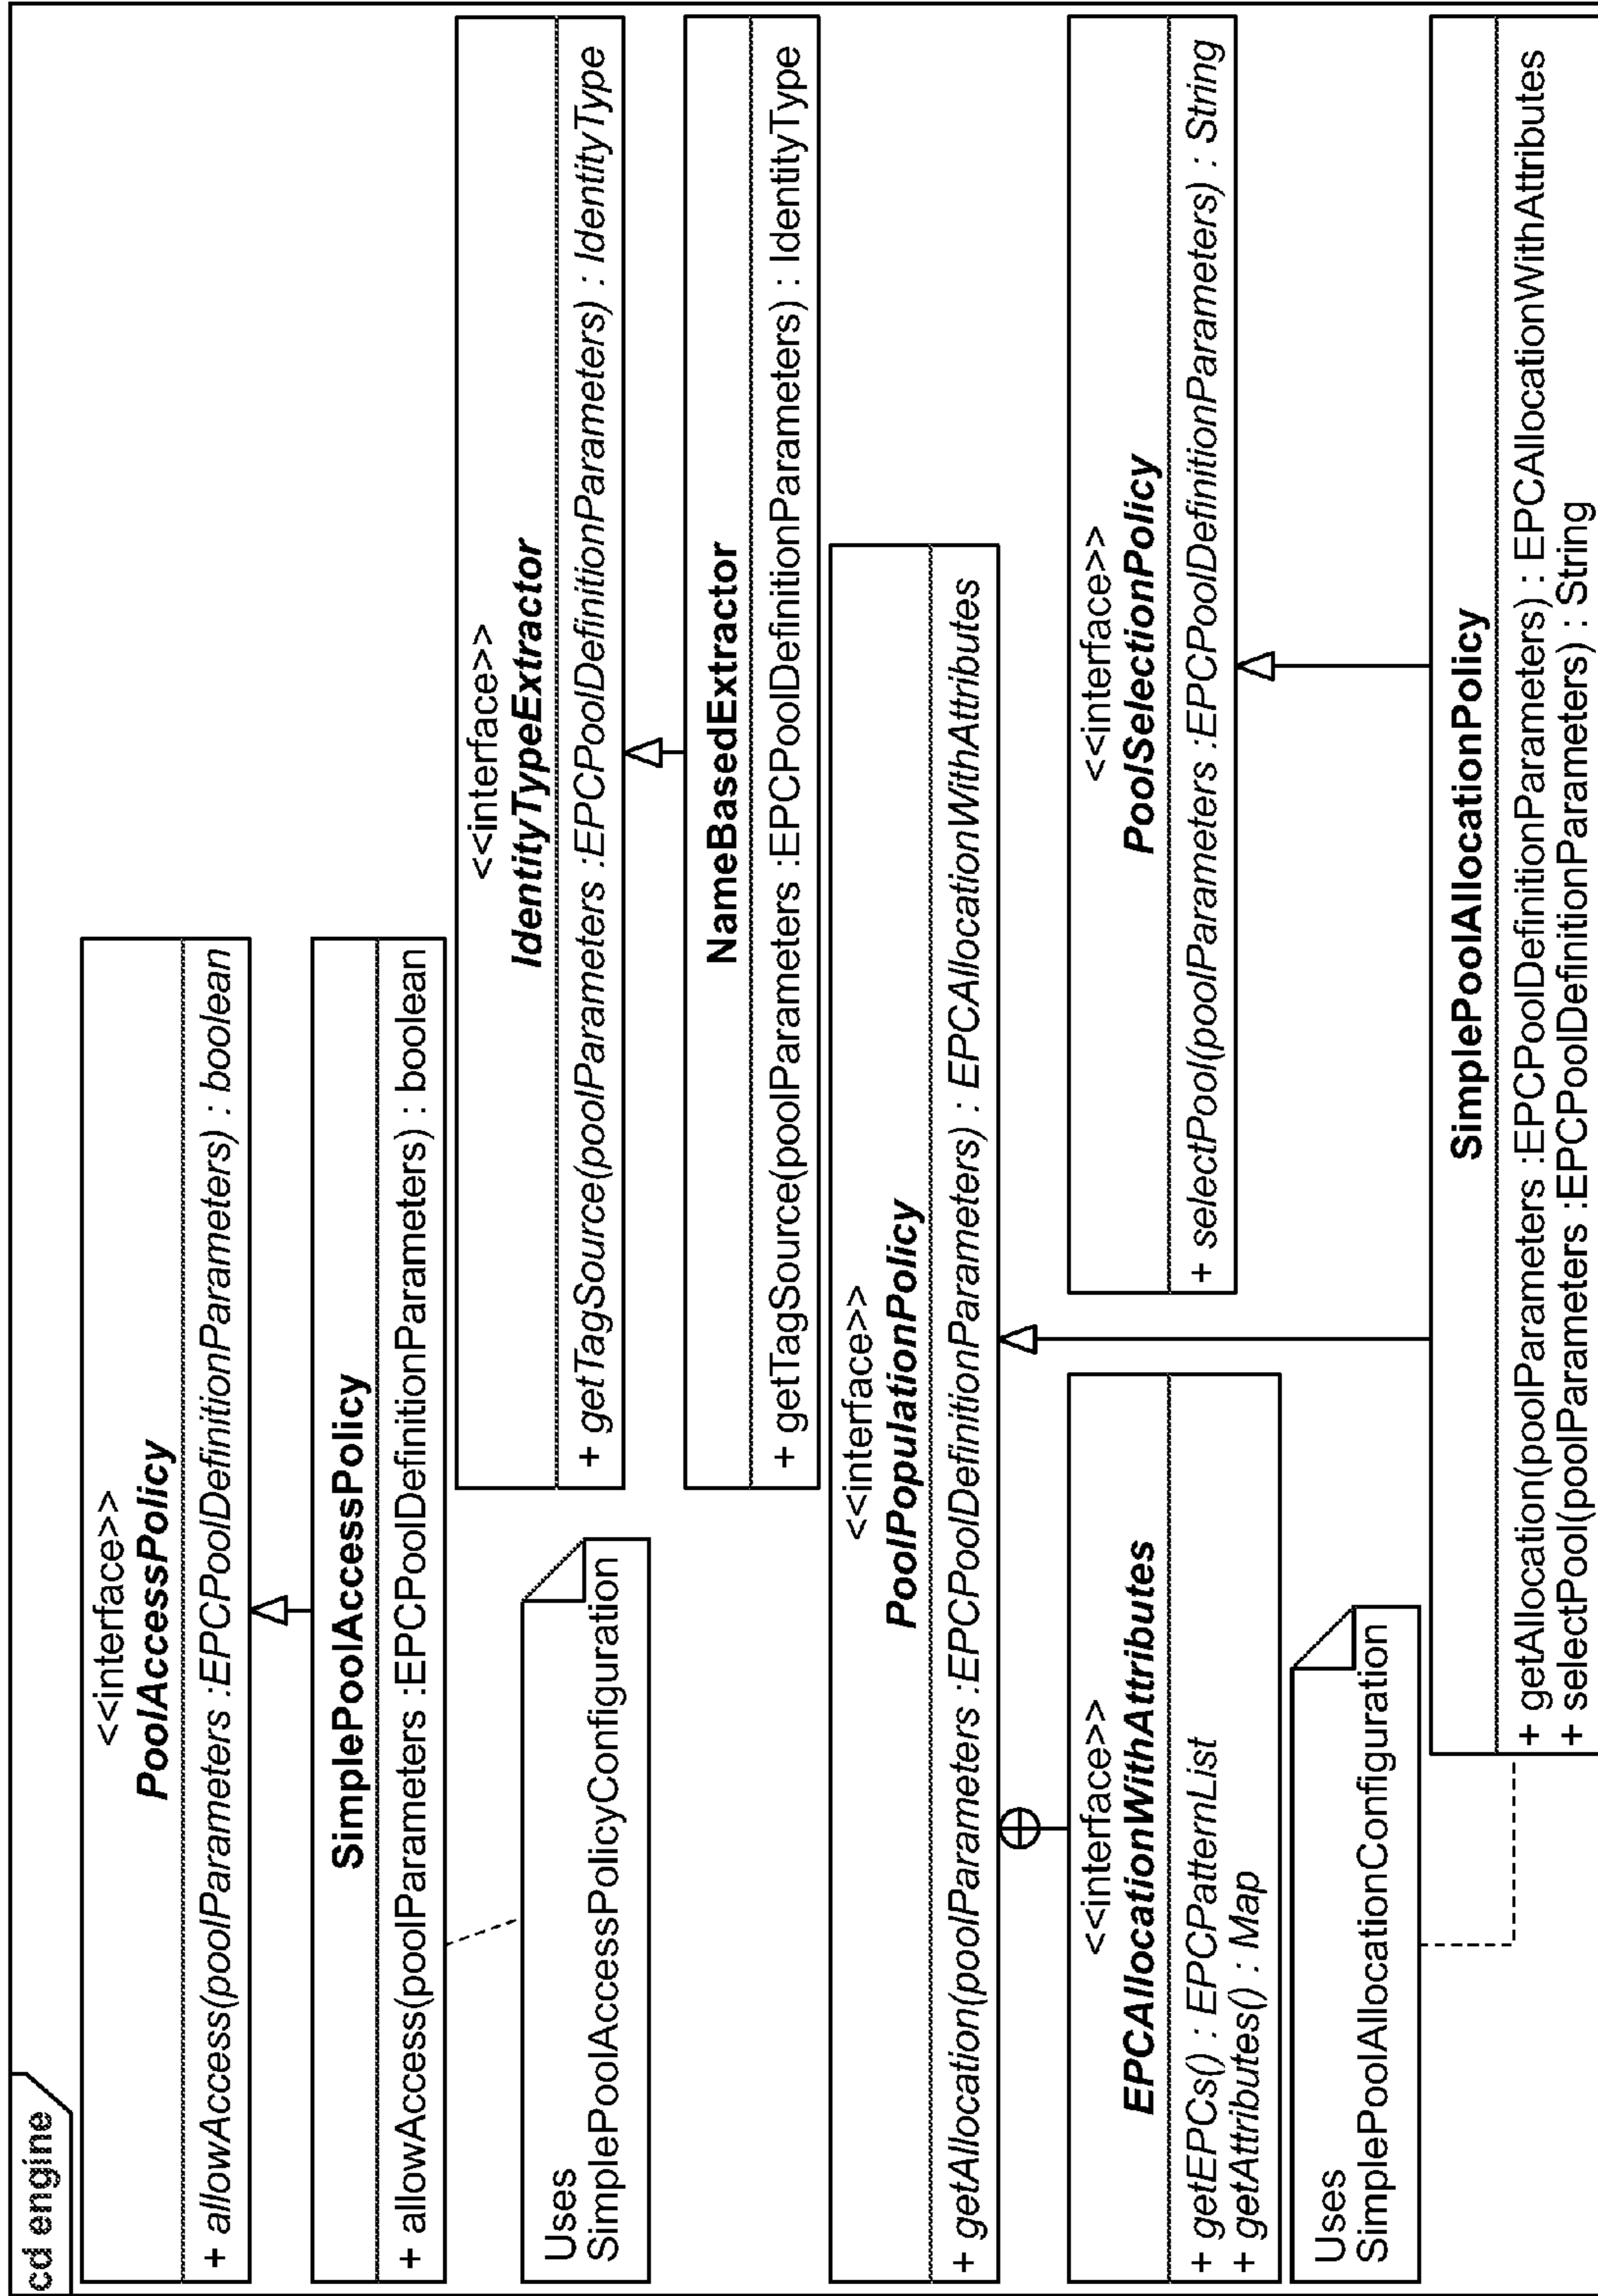 cd engine
<<interface>>
PoolAccessPolicy
+ allowAccess(poolParameters :EPCPoolDefinitionParameters) : boolean
SimplePoolAccessPolicy
+ allowAccess(poolParameters :EPCPoolDefinitionParameters) : boolean
Uses
SimplePoolAccessPolicyConfiguration
<<interface>>
IdentityTypeExtractor
+ getTagSource(poolParameters :EPCPoolDefinitionParameters) : IdentityType
NameBasedExtractor
+ getTagSource(poolParameters :EPCPoolDefinitionParameters) : IdentityType
<<interface>>
PoolPopulationPolicy
+ getAllocation(poolParameters :EPCPoolDefinitionParameters) : EPCAllocationWithAttributes
<<interface>>
EPCAllocationWithAttributes
+ getEPCs() : EPCPatternList
+ getAttributes() : Map
<<interface>>
PoolSelectionPolicy
+ selectPool(poolParameters :EPCPoolDefinitionParameters) : String
Uses
SimplePoolAllocationConfiguration
SimplePoolAllocationPolicy
+ getAllocation(poolParameters :EPCPoolDefinitionParameters) : EPCAllocationWithAttributes
+ selectPool(poolParameters :EPCPoolDefinitionParameters) : String